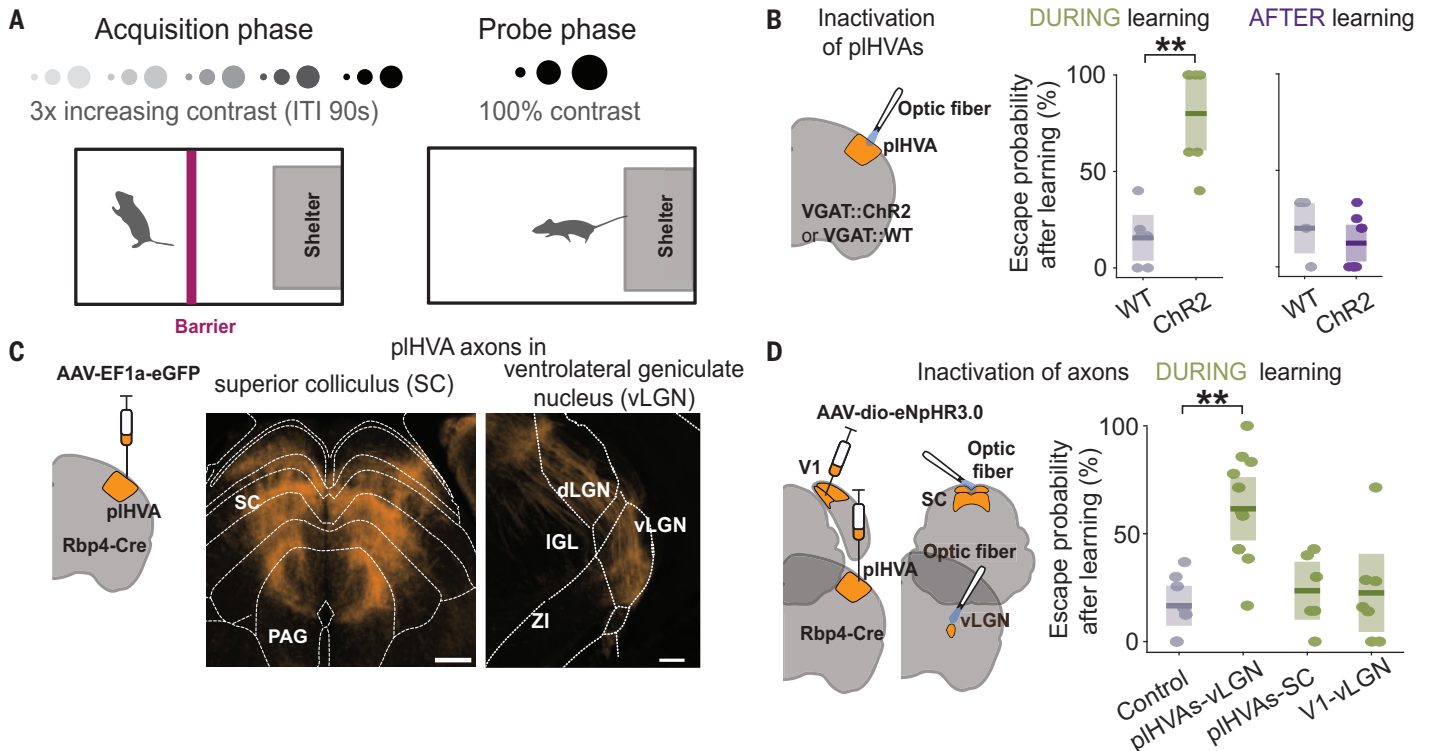 A
Acquisition phase
3x increasing contrast (ITI 90s)
Shelter
Barrier
Probe phase
100% contrast
Shelter
B
Inactivation
of plHVAs
Optic fiber
plHVA
VGAT::ChR2
or VGAT::WT
DURING learning
AFTER learning
**
Escape probability
after learning (%)
100
50
0
WT
ChR2
WT
ChR2
C
AAV-EF1a-eGFP
plHVA
Rbp4-Cre
plHVA axons in
superior colliculus (SC)
ventrolateral geniculate
nucleus (vLGN)
SC
PAG
dLGN
vLGN
IGL
ZI
D
Inactivation of axons DURING learning
AAV-dio-eNpHR3.0
V1
plHVA
Rbp4-Cre
Optic
fiber
SC
Optic fiber
vLGN
**
Escape probability
after learning (%)
100
50
0
Control
plHVAs-vLGN
plHVAs-SC
V1-vLGN